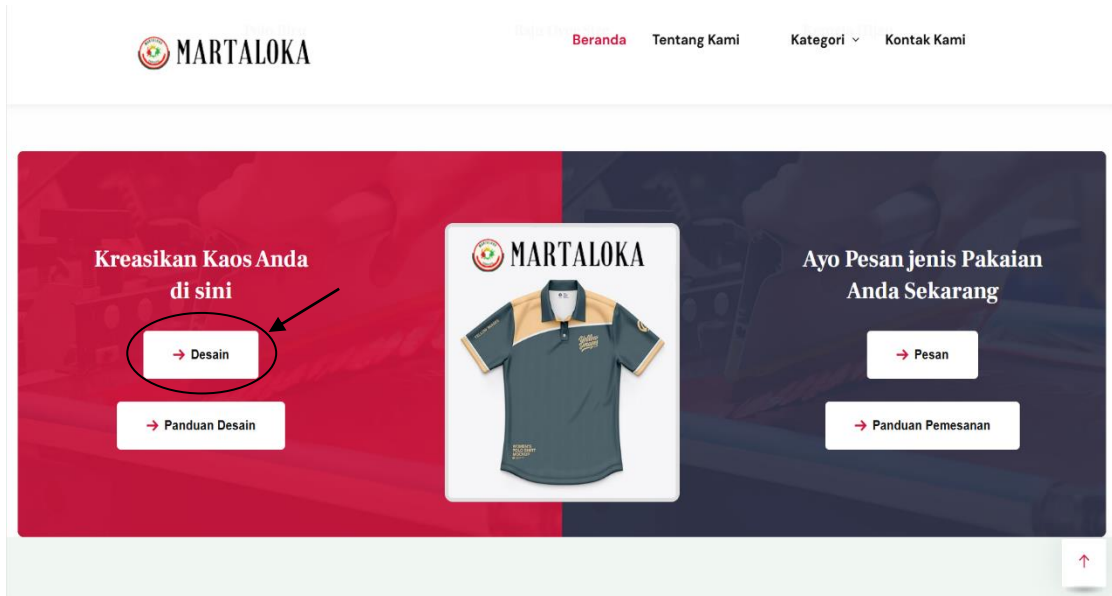 MARTALOKA
Beranda Tentang Kami Kategori Kontak Kami
Kreasikan Kaos Anda
di sini
→ Desain
→ Panduan Desain
MARTALOKA
Ayo Pesan jenis Pakaian
Anda Sekarang
→ Pesan
→ Panduan Pemesanan